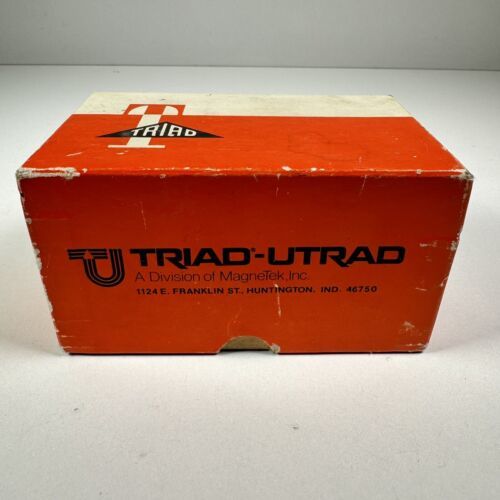 T
TRIAD
TRIAD®-UTRAD
A Division of MagneTek, Inc.
1124 E. FRANKLIN ST., HUNTINGTON, IND. 46750